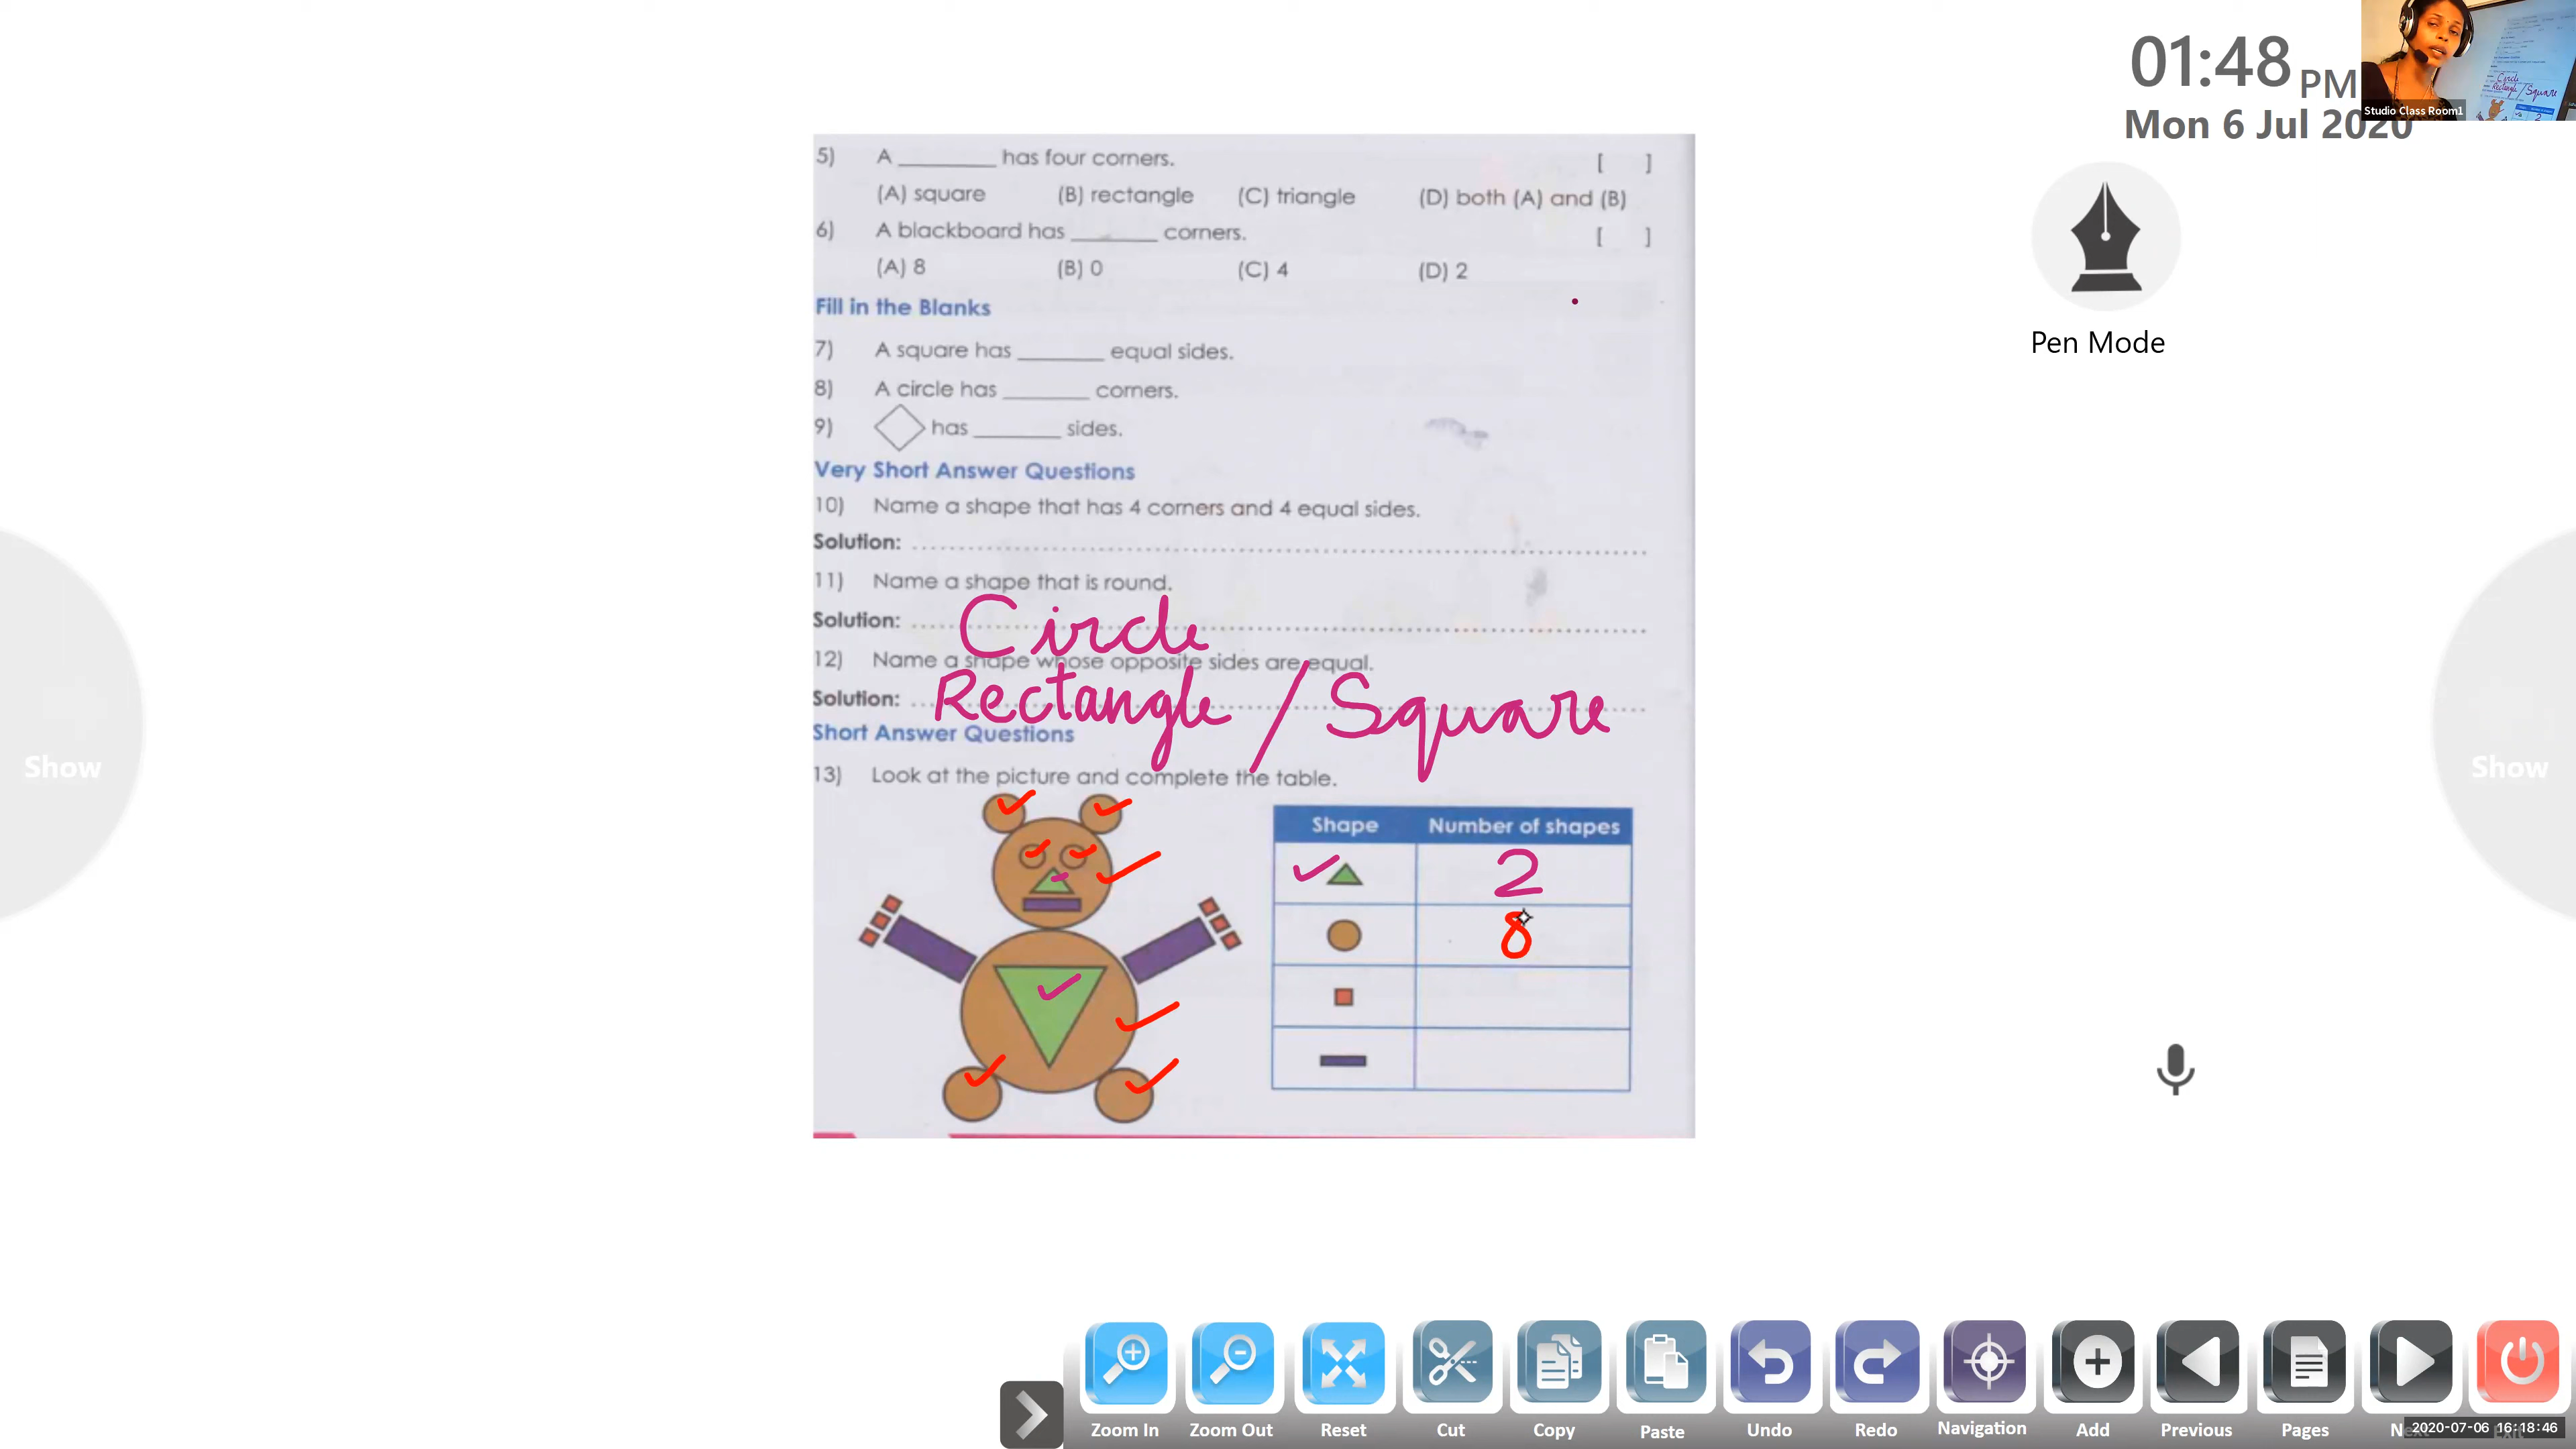 01:48 PM
Mon 6 Jul 2020
Studio Class Room1
Circle
Rectangle / Square
Pen Mode
5) A ________ has four corners. [ ]
(A) square (B) rectangle (C) triangle (D) both (A) and (B)
6) A blackboard has ________ corners. [ ]
(A) 8 (B) 0 (C) 4 (D) 2
Fill in the Blanks
7) A square has ________ equal sides.
8) A circle has ________ corners.
9) has ________ sides.
Very Short Answer Questions
10) Name a shape that has 4 corners and 4 equal sides.
Solution:
11) Name a shape that is round.
Solution: Circle
12) Name a shape whose opposite sides are equal.
Solution: Rectangle / Square
Short Answer Questions
13) Look at the picture and complete the table.
Shape Number of shapes
2
8
Show
Show
Zoom In Zoom Out Reset Cut Copy Paste Undo Redo Navigation Add Previous Pages
2020-07-06 16:18:46